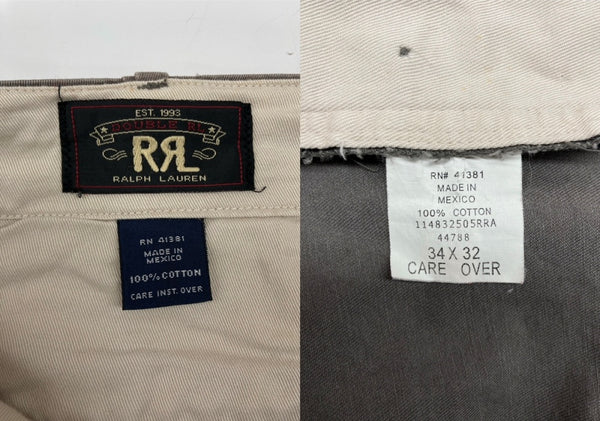 EST. 1993
DOUBLE RL
RRL
RALPH LAUREN
RN 41381
MADE IN
MEXICO
100% COTTON
CARE INST. OVER
RN# 41381
MADE IN
MEXICO
100% COTTON
114832505RRA
44788
34 X 32
CARE OVER